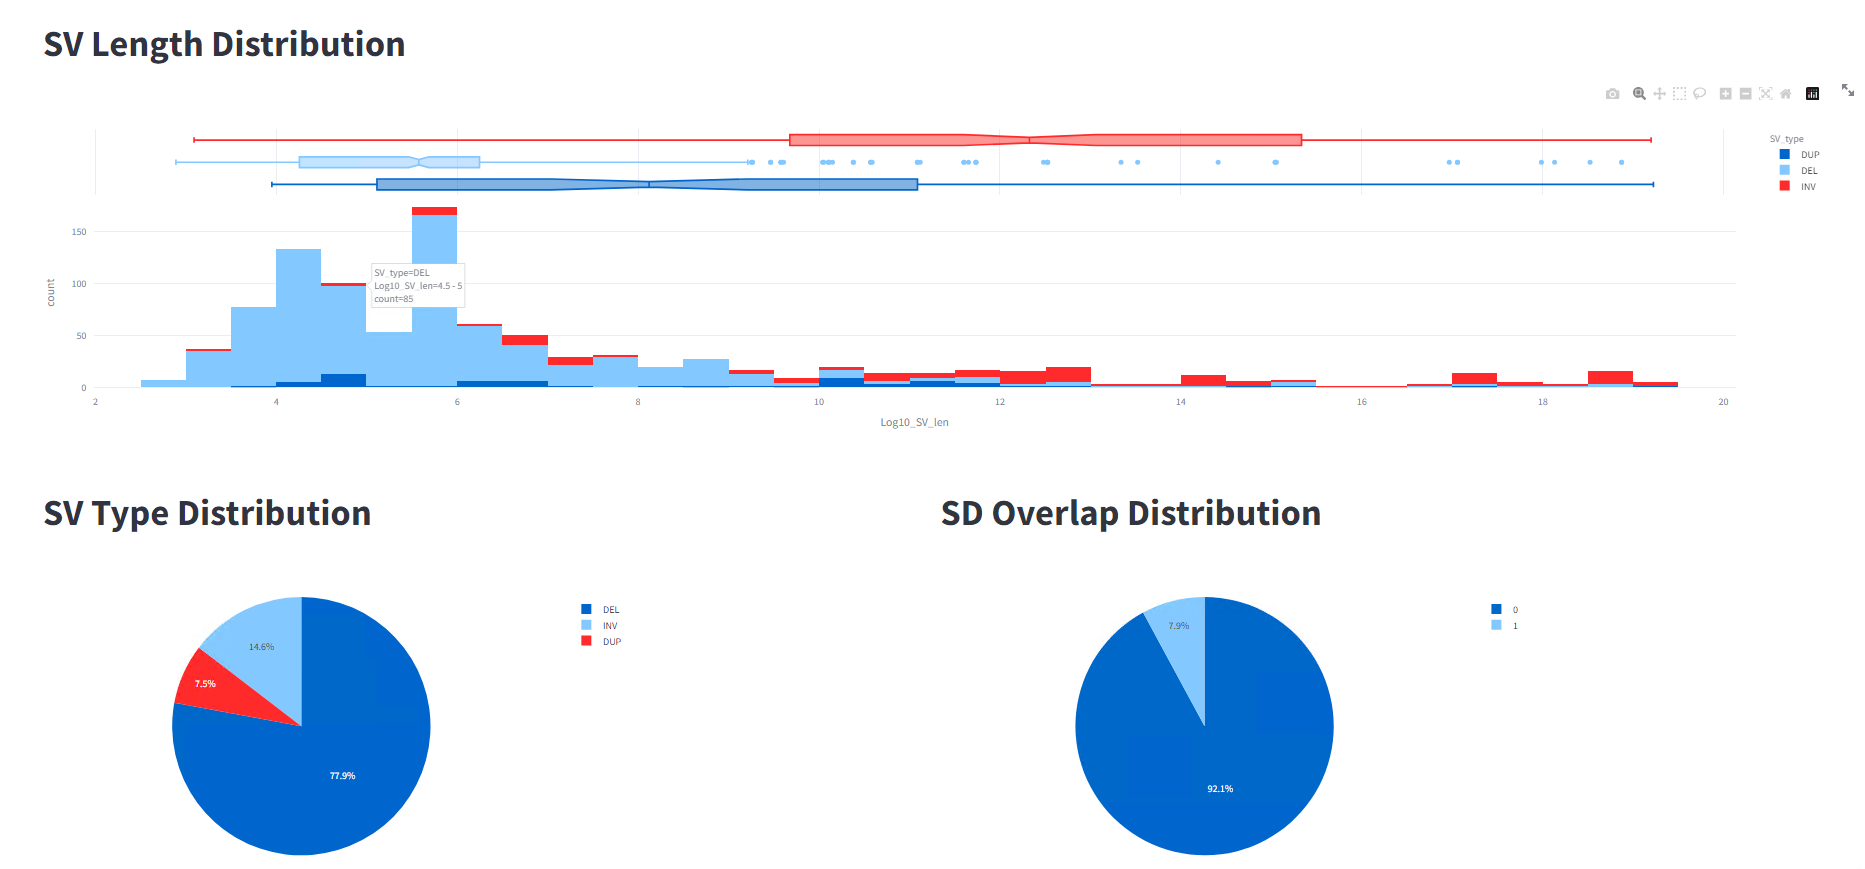 SV Length Distribution
SV_type
DUP
DEL
INV
150
100
50
0
count
SV_type=DEL
Log10_SV_len=4.5 - 5
count=85
2
4
6
8
10
12
14
16
18
20
Log10_SV_len
SV Type Distribution
14.6%
7.5%
77.9%
DEL
INV
DUP
SD Overlap Distribution
7.9%
92.1%
0
1